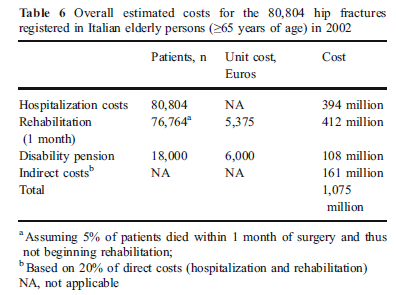 Table 6 Overall estimated costs for the 80,804 hip fractures
registered in Italian elderly persons (≥65 years of age) in 2002
Patients, n Unit cost, Cost
Euros
Hospitalization costs 80,804 NA 394 million
Rehabilitation 76,764a 5,375 412 million
(1 month)
Disability pension 18,000 6,000 108 million
Indirect costsb NA NA 161 million
Total 1,075
million
a Assuming 5% of patients died within 1 month of surgery and thus
not beginning rehabilitation;
b Based on 20% of direct costs (hospitalization and rehabilitation)
NA, not applicable